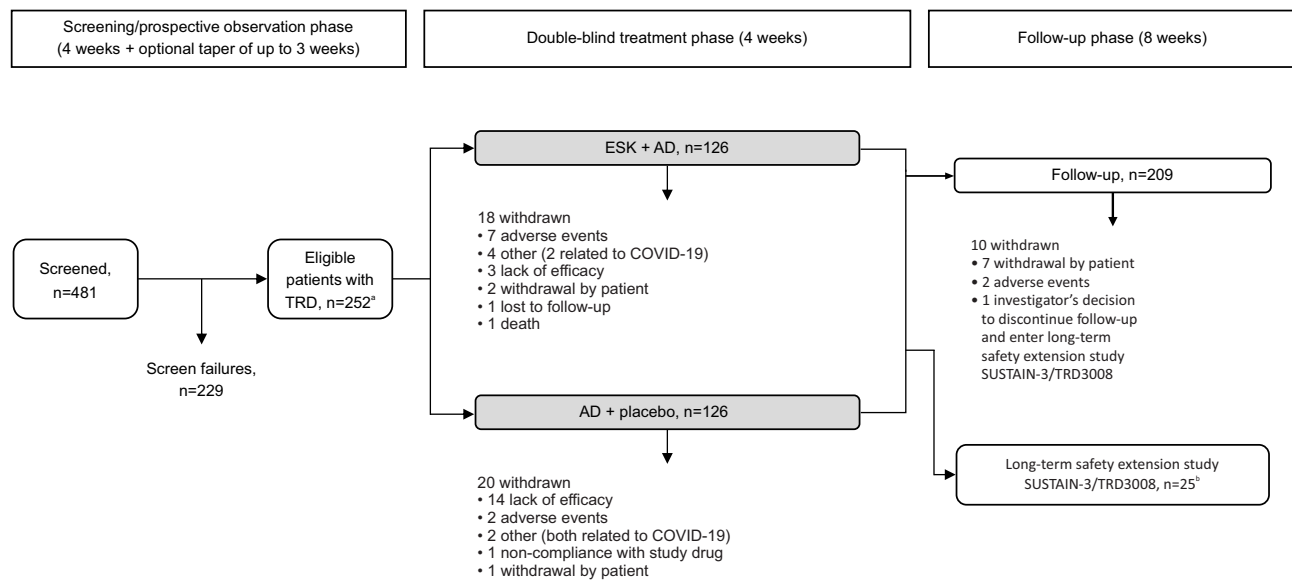 Screening/prospective observation phase
(4 weeks + optional taper of up to 3 weeks)
Double-blind treatment phase (4 weeks)
Follow-up phase (8 weeks)
Screened,
n=481
Screen failures,
n=229
Eligible
patients with
TRD, n=252ᵃ
ESK + AD, n=126
18 withdrawn
• 7 adverse events
• 4 other (2 related to COVID-19)
• 3 lack of efficacy
• 2 withdrawal by patient
• 1 lost to follow-up
• 1 death
AD + placebo, n=126
20 withdrawn
• 14 lack of efficacy
• 2 adverse events
• 2 other (both related to COVID-19)
• 1 non-compliance with study drug
• 1 withdrawal by patient
Follow-up, n=209
10 withdrawn
• 7 withdrawal by patient
• 2 adverse events
• 1 investigator’s decision
to discontinue follow-up
and enter long-term
safety extension study
SUSTAIN-3/TRD3008
Long-term safety extension study
SUSTAIN-3/TRD3008, n=25ᵇ